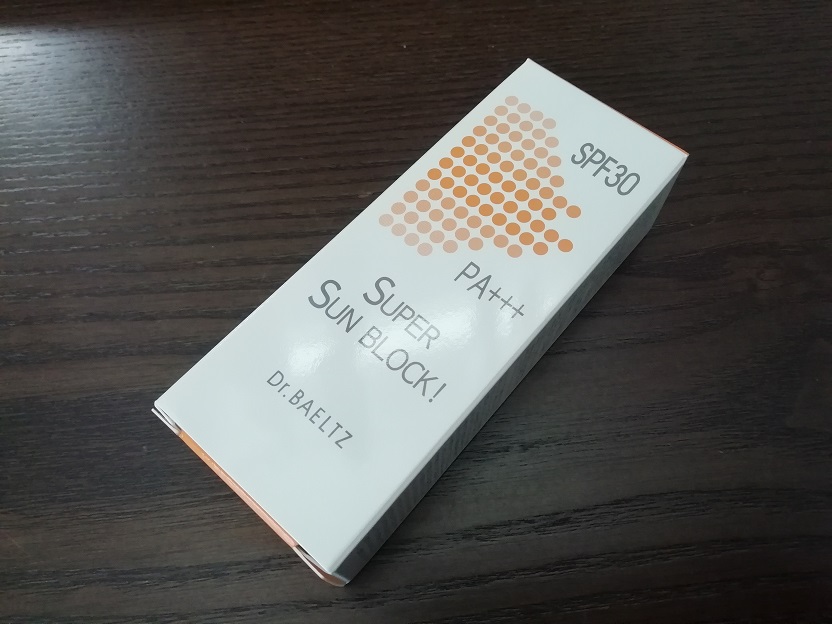 SPF30
PA+++
SUPER
SUN BLOCK!
Dr.BAELTZ